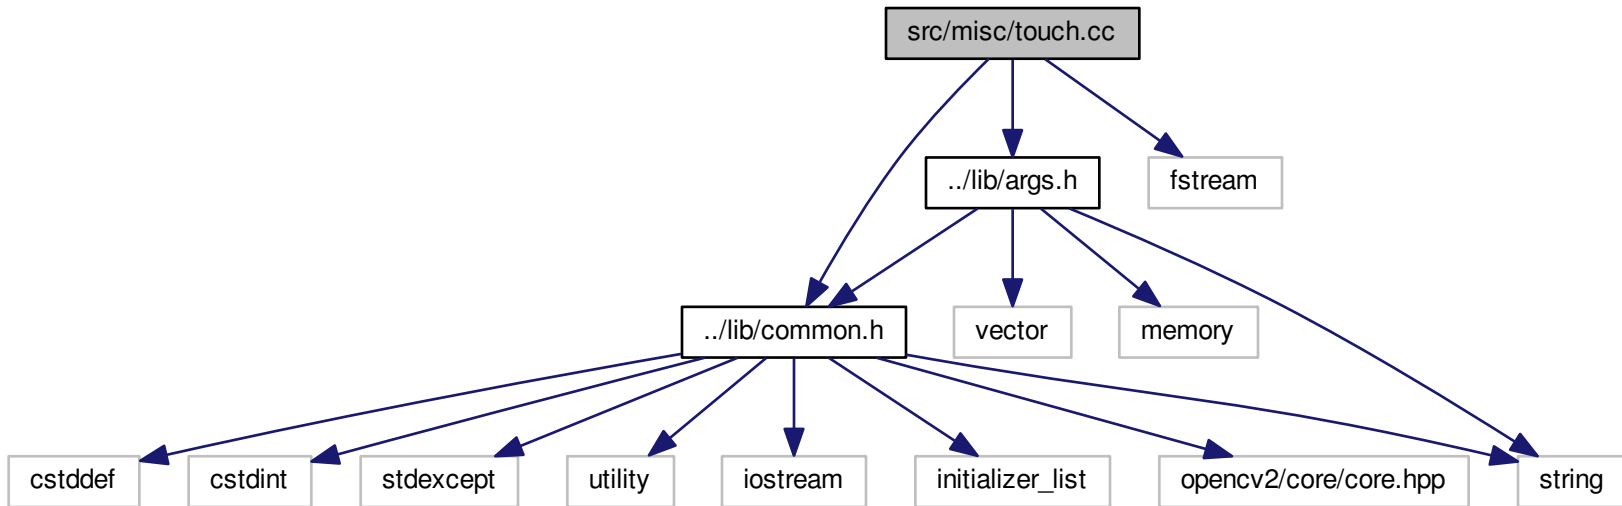 src/misc/touch.cc
../lib/args.h
fstream
../lib/common.h
vector
memory
cstddef
cstdint
stdexcept
utility
iostream
initializer_list
opencv2/core/core.hpp
string